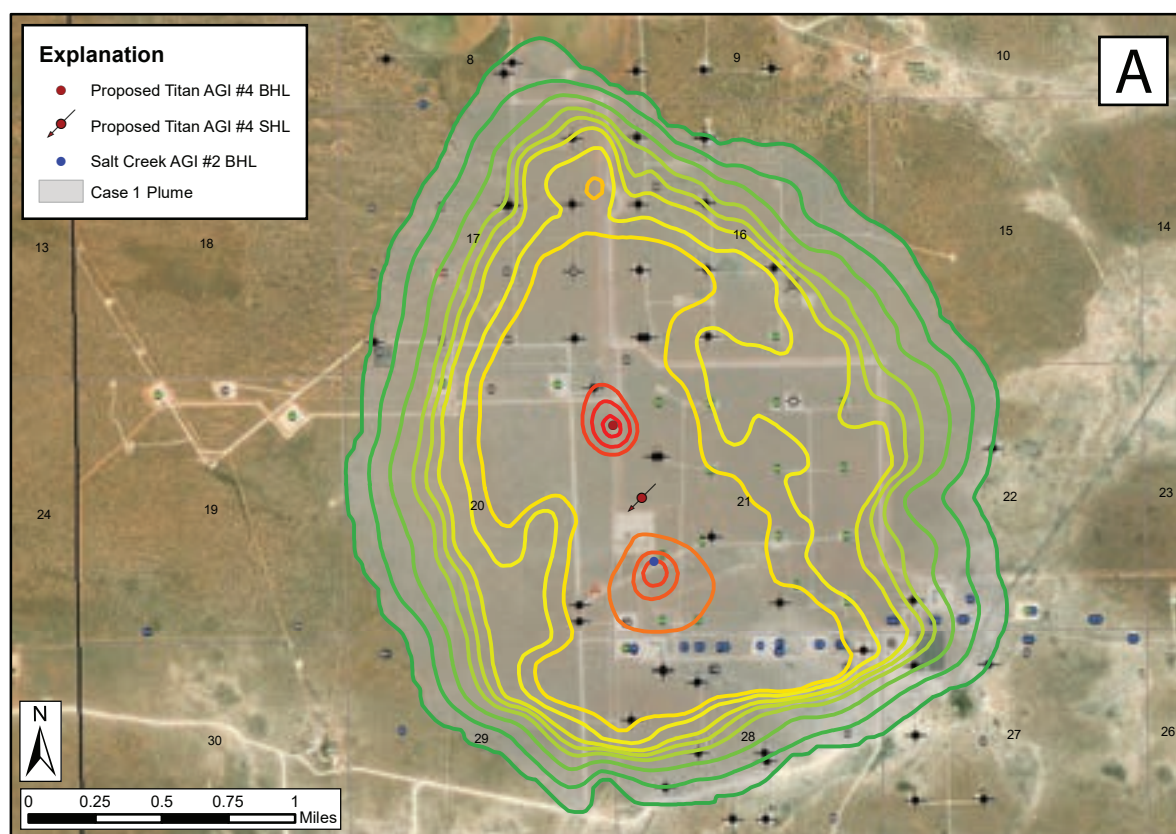 Explanation
Proposed Titan AGI #4 BHL
Proposed Titan AGI #4 SHL
Salt Creek AGI #2 BHL
Case 1 Plume
A
8
9
10
13
18
17
16
15
14
24
19
20
21
22
23
30
29
28
27
26
N
0 0.25 0.5 0.75 1
Miles